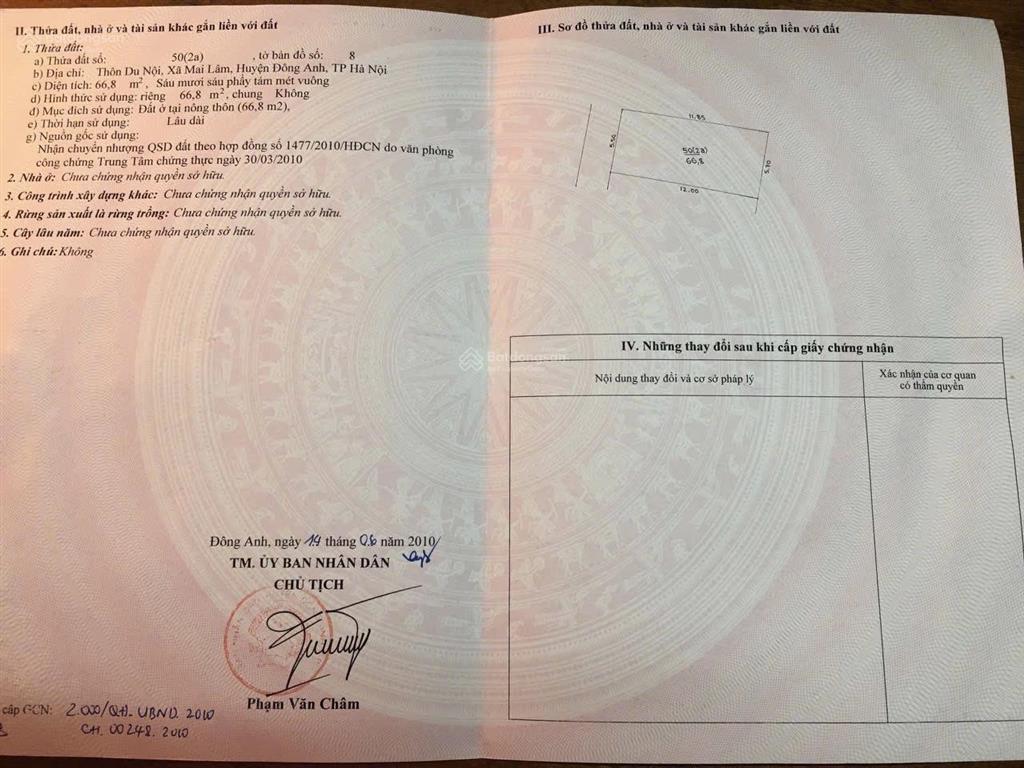 II. Thửa đất, nhà ở và tài sản khác gắn liền với đất
1. Thửa đất:
a) Thửa đất số: 50(2a) , tờ bản đồ số: 8
b) Địa chỉ: Thôn Du Nội, Xã Mai Lâm, Huyện Đông Anh, TP Hà Nội
c) Diện tích: 66,8 m², Sáu mươi sáu phẩy tám mét vuông
d) Hình thức sử dụng: riêng 66,8 m², chung Không
đ) Mục đích sử dụng: Đất ở tại nông thôn (66,8 m2),
e) Thời hạn sử dụng: Lâu dài
g) Nguồn gốc sử dụng:
Nhận chuyển nhượng QSD đất theo hợp đồng số 1477/2010/HĐCN do văn phòng
công chứng Trung Tâm chứng thực ngày 30/03/2010
2. Nhà ở: Chưa chứng nhận quyền sở hữu.
3. Công trình xây dựng khác: Chưa chứng nhận quyền sở hữu.
4. Rừng sản xuất là rừng trồng: Chưa chứng nhận quyền sở hữu.
5. Cây lâu năm: Chưa chứng nhận quyền sở hữu.
6. Ghi chú: Không
Đông Anh, ngày 14 tháng 06 năm 2010
TM. ỦY BAN NHÂN DÂN
CHỦ TỊCH
Phạm Văn Châm
cấp GCN: 2.000/QĐ-UBND.2010
CH.00248.2010
III. Sơ đồ thửa đất, nhà ở và tài sản khác gắn liền với đất
11.85
5.50
50(2a)
66,8
12.00
IV. Những thay đổi sau khi cấp giấy chứng nhận
Nội dung thay đổi và cơ sở pháp lý
Xác nhận của cơ quan
có thẩm quyền
Batdongsan